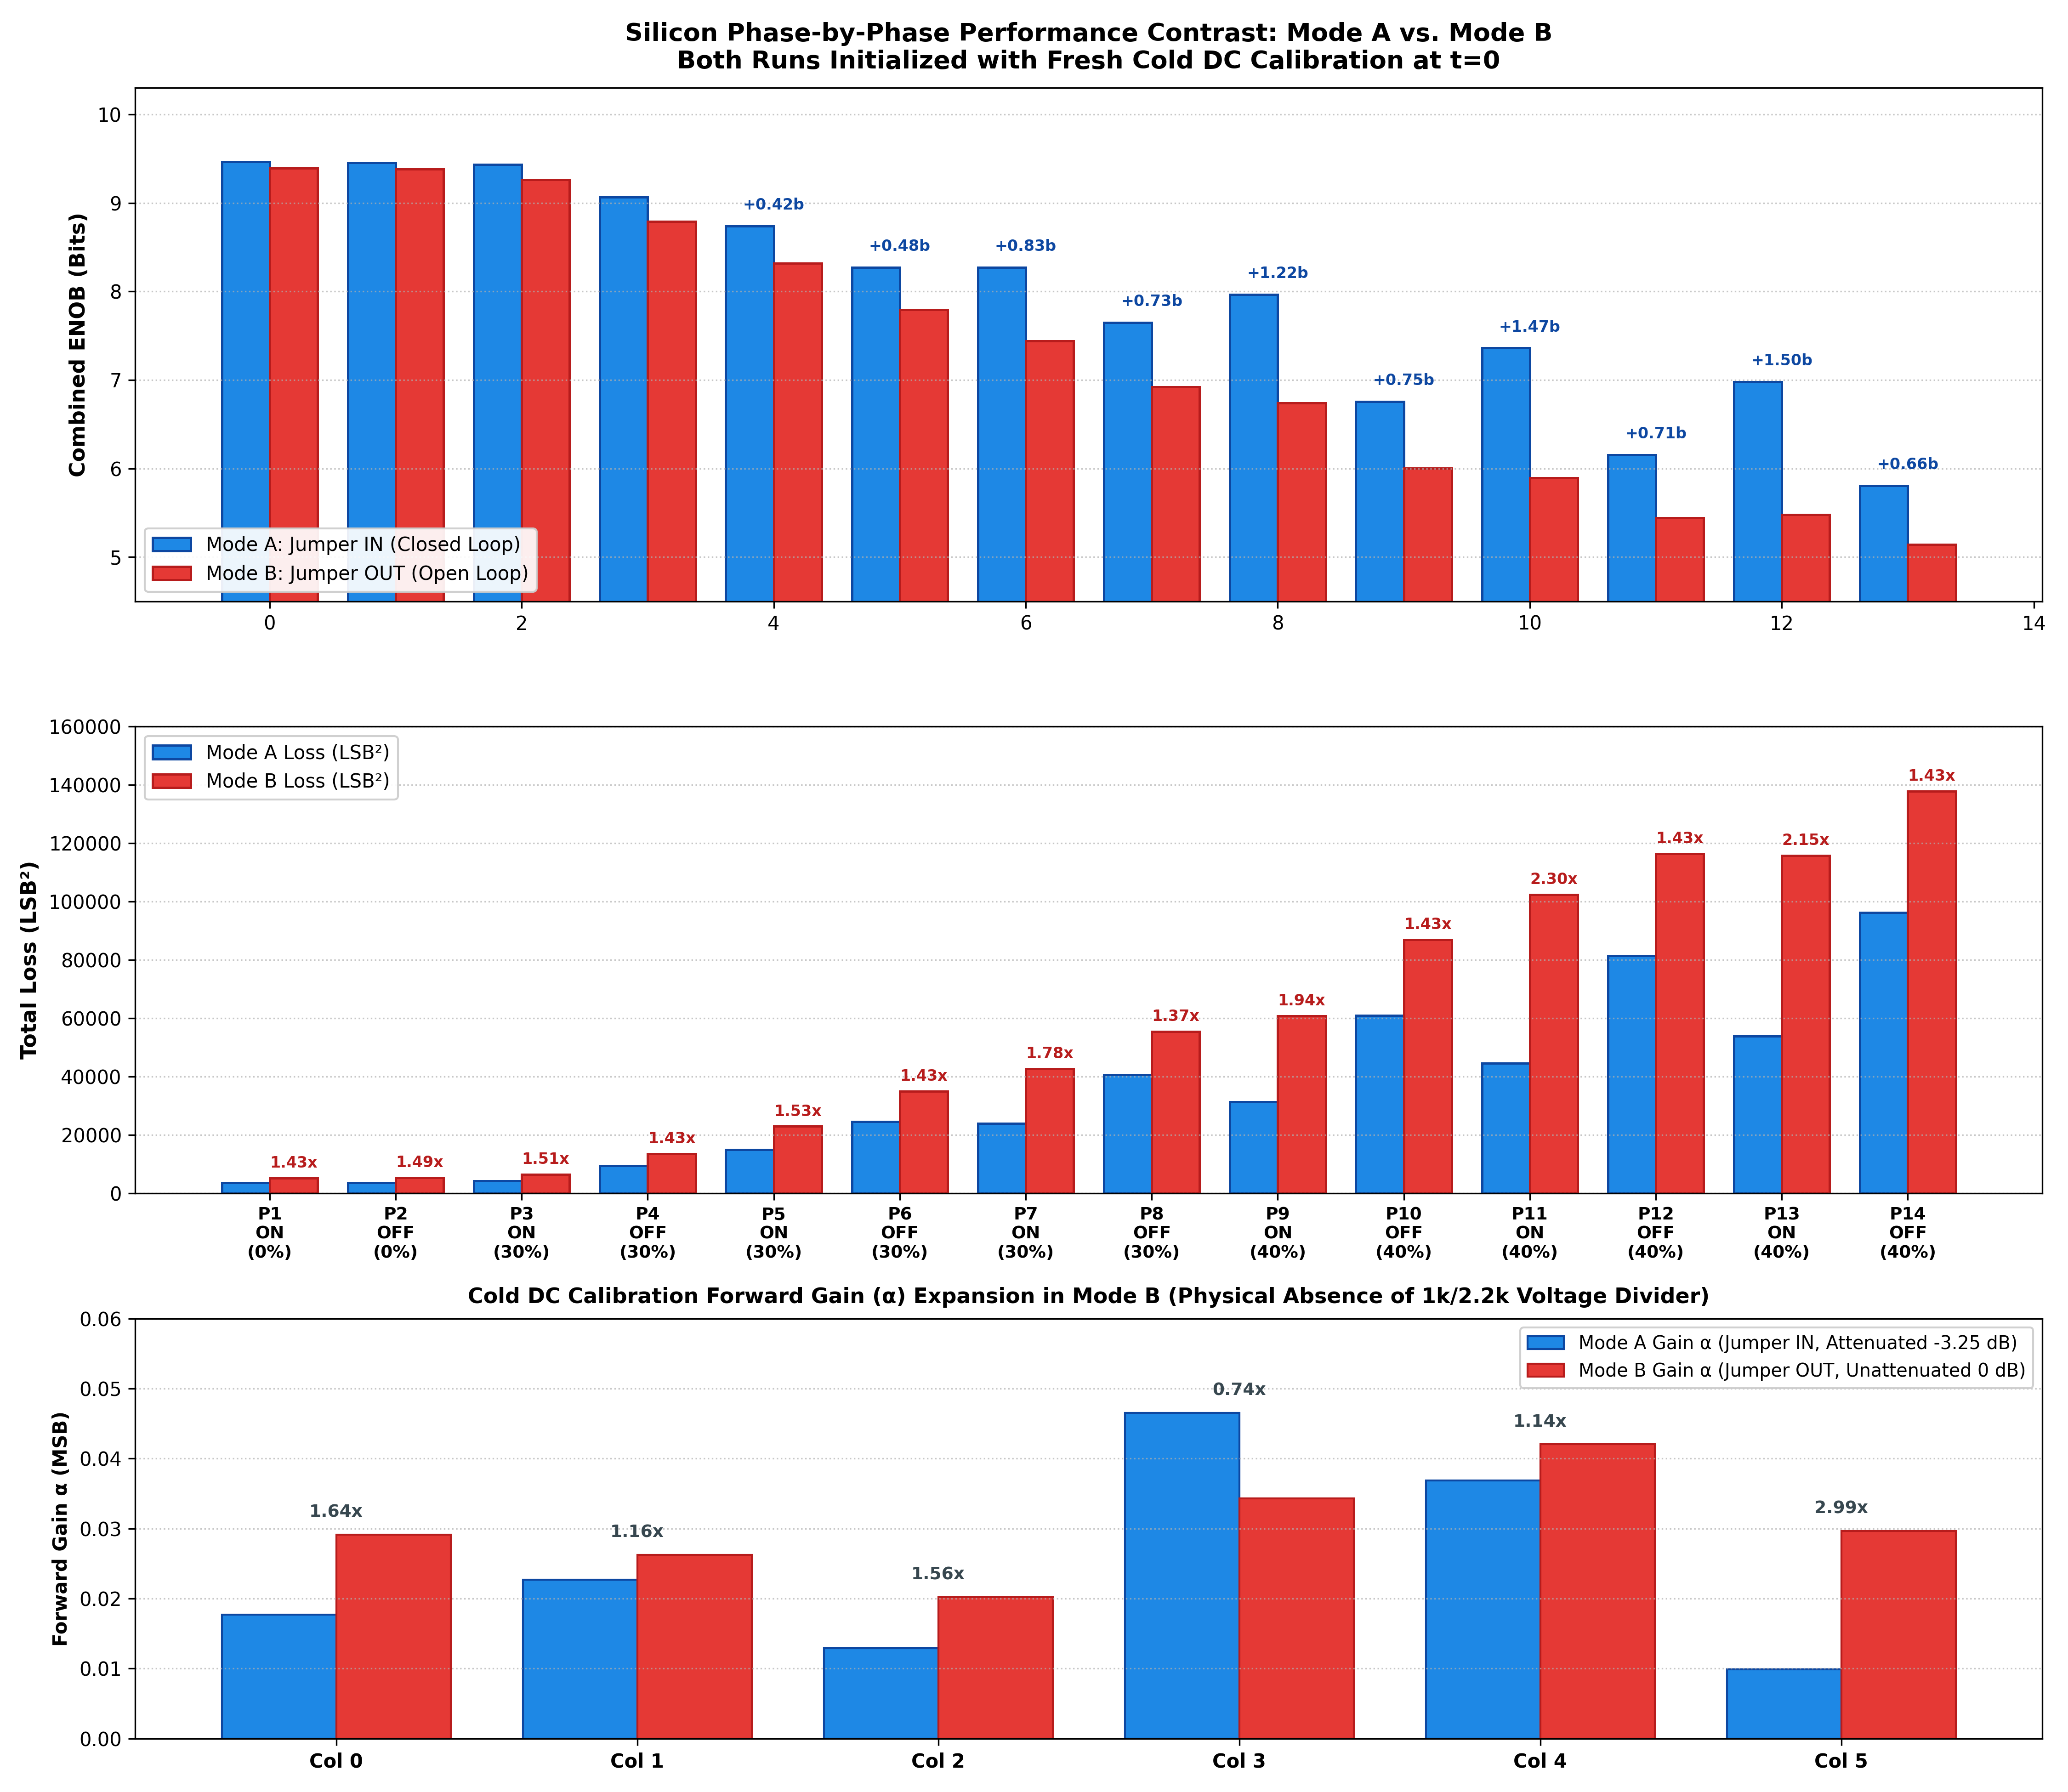 Silicon Phase-by-Phase Performance Contrast: Mode A vs. Mode B
Both Runs Initialized with Fresh Cold DC Calibration at t=0
Combined ENOB (Bits)
10
9
8
7
6
5
+0.42b
+0.48b
+0.83b
+0.73b
+1.22b
+0.75b
+1.47b
+0.71b
+1.50b
+0.66b
Mode A: Jumper IN (Closed Loop)
Mode B: Jumper OUT (Open Loop)
0 2 4 6 8 10 12 14
Total Loss (LSB²)
160000
140000
120000
100000
80000
60000
40000
20000
0
Mode A Loss (LSB²)
Mode B Loss (LSB²)
1.43x
1.49x
1.51x
1.43x
1.53x
1.43x
1.78x
1.37x
1.94x
1.43x
2.30x
1.43x
2.15x
1.43x
P1 P2 P3 P4 P5 P6 P7 P8 P9 P10 P11 P12 P13 P14
ON OFF ON OFF ON OFF ON OFF ON OFF ON OFF ON OFF
(0%) (0%) (30%) (30%) (30%) (30%) (30%) (30%) (40%) (40%) (40%) (40%) (40%) (40%)
Cold DC Calibration Forward Gain (α) Expansion in Mode B (Physical Absence of 1k/2.2k Voltage Divider)
Forward Gain α (MSB)
0.06
0.05
0.04
0.03
0.02
0.01
0.00
Mode A Gain α (Jumper IN, Attenuated -3.25 dB)
Mode B Gain α (Jumper OUT, Unattenuated 0 dB)
1.64x
1.16x
1.56x
0.74x
1.14x
2.99x
Col 0 Col 1 Col 2 Col 3 Col 4 Col 5